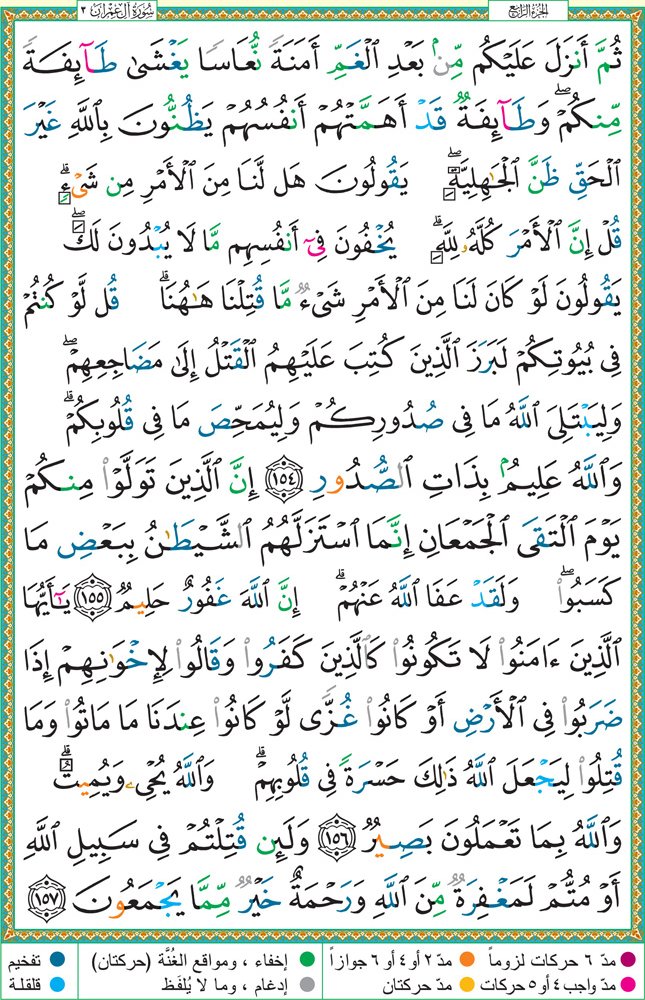 الجزء الرابع
سورة آل عمران ٣
ثُمَّ أَنزَلَ عَلَيْكُم مِّنۢ بَعْدِ ٱلْغَمِّ أَمَنَةً نُّعَاسًا يَغْشَىٰ طَآئِفَةً
مِّنكُمْ ۖ وَطَآئِفَةٌ قَدْ أَهَمَّتْهُمْ أَنفُسُهُمْ يَظُنُّونَ بِٱللَّهِ غَيْرَ
ٱلْحَقِّ ظَنَّ ٱلْجَٰهِلِيَّةِ ۖ يَقُولُونَ هَل لَّنَا مِنَ ٱلْأَمْرِ مِن شَىْءٍ ۗ
قُلْ إِنَّ ٱلْأَمْرَ كُلَّهُۥ لِلَّهِ ۗ يُخْفُونَ فِىٓ أَنفُسِهِم مَّا لَا يُبْدُونَ لَكَ ۖ
يَقُولُونَ لَوْ كَانَ لَنَا مِنَ ٱلْأَمْرِ شَىْءٌ مَّا قُتِلْنَا هَٰهُنَا ۗ قُل لَّوْ كُنتُمْ
فِى بُيُوتِكُمْ لَبَرَزَ ٱلَّذِينَ كُتِبَ عَلَيْهِمُ ٱلْقَتْلُ إِلَىٰ مَضَاجِعِهِمْ ۖ
وَلِيَبْتَلِىَ ٱللَّهُ مَا فِى صُدُورِكُمْ وَلِيُمَحِّصَ مَا فِى قُلُوبِكُمْ ۗ
وَٱللَّهُ عَلِيمٌۢ بِذَاتِ ٱلصُّدُورِ ١٥٤ إِنَّ ٱلَّذِينَ تَوَلَّوْا۟ مِنكُمْ
يَوْمَ ٱلْتَقَى ٱلْجَمْعَانِ إِنَّمَا ٱسْتَزَلَّهُمُ ٱلشَّيْطَٰنُ بِبَعْضِ مَا
كَسَبُوا۟ ۖ وَلَقَدْ عَفَا ٱللَّهُ عَنْهُمْ ۗ إِنَّ ٱللَّهَ غَفُورٌ حَلِيمٌ ١٥٥ يَٰٓأَيُّهَا
ٱلَّذِينَ ءَامَنُوا۟ لَا تَكُونُوا۟ كَٱلَّذِينَ كَفَرُوا۟ وَقَالُوا۟ لِإِخْوَٰنِهِمْ إِذَا
ضَرَبُوا۟ فِى ٱلْأَرْضِ أَوْ كَانُوا۟ غُزًّى لَّوْ كَانُوا۟ عِندَنَا مَا مَاتُوا۟ وَمَا
قُتِلُوا۟ لِيَجْعَلَ ٱللَّهُ ذَٰلِكَ حَسْرَةً فِى قُلُوبِهِمْ ۗ وَٱللَّهُ يُحْىِۦ وَيُمِيتُ ۗ
وَٱللَّهُ بِمَا تَعْمَلُونَ بَصِيرٌ ١٥٦ وَلَئِن قُتِلْتُمْ فِى سَبِيلِ ٱللَّهِ
أَوْ مُتُّمْ لَمَغْفِرَةٌ مِّنَ ٱللَّهِ وَرَحْمَةٌ خَيْرٌ مِّمَّا يَجْمَعُونَ ١٥٧
مدّ ٦ حركات لزوماً مدّ ٢ أو ٤ أو ٦ جوازاً إخفاء ، ومواقع الغُنَّة (حركتان) تفخيم
مدّ واجب ٤ أو ٥ حركات مدّ حركتان إدغام ، وما لا يُلفَظ قلقلة